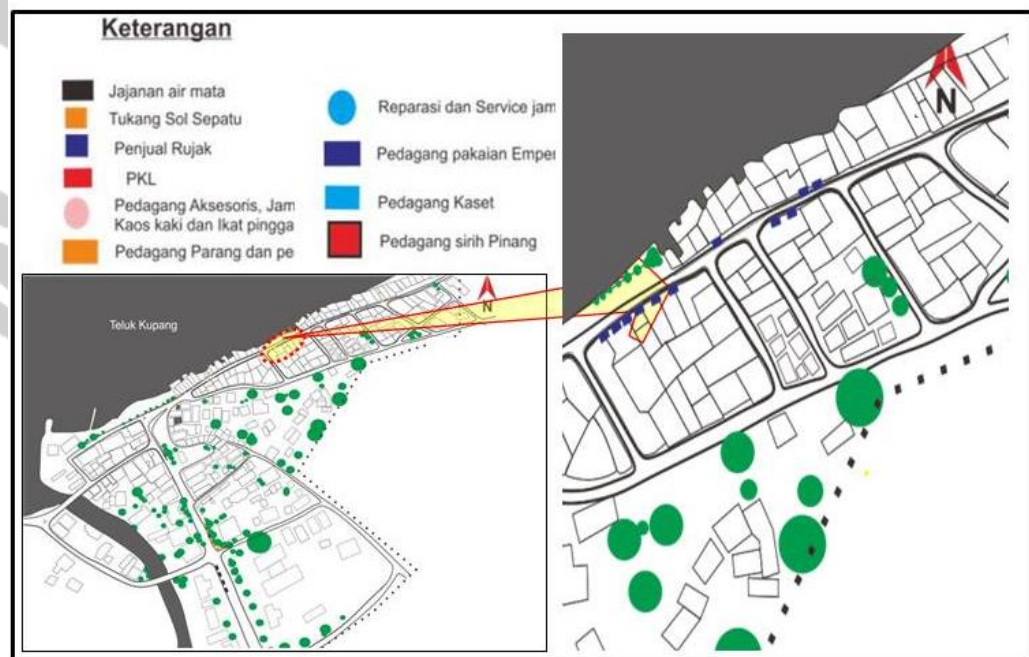 Keterangan
Jajanan air mata
Tukang Sol Sepatu
Penjual Rujak
PKL
Pedagang Aksesoris, Jam
Kaos kaki dan Ikat pingga
Pedagang Parang dan pe
Reparasi dan Service jam
Pedagang pakaian Emper
Pedagang Kaset
Pedagang sirih Pinang
Teluk Kupang
N
N